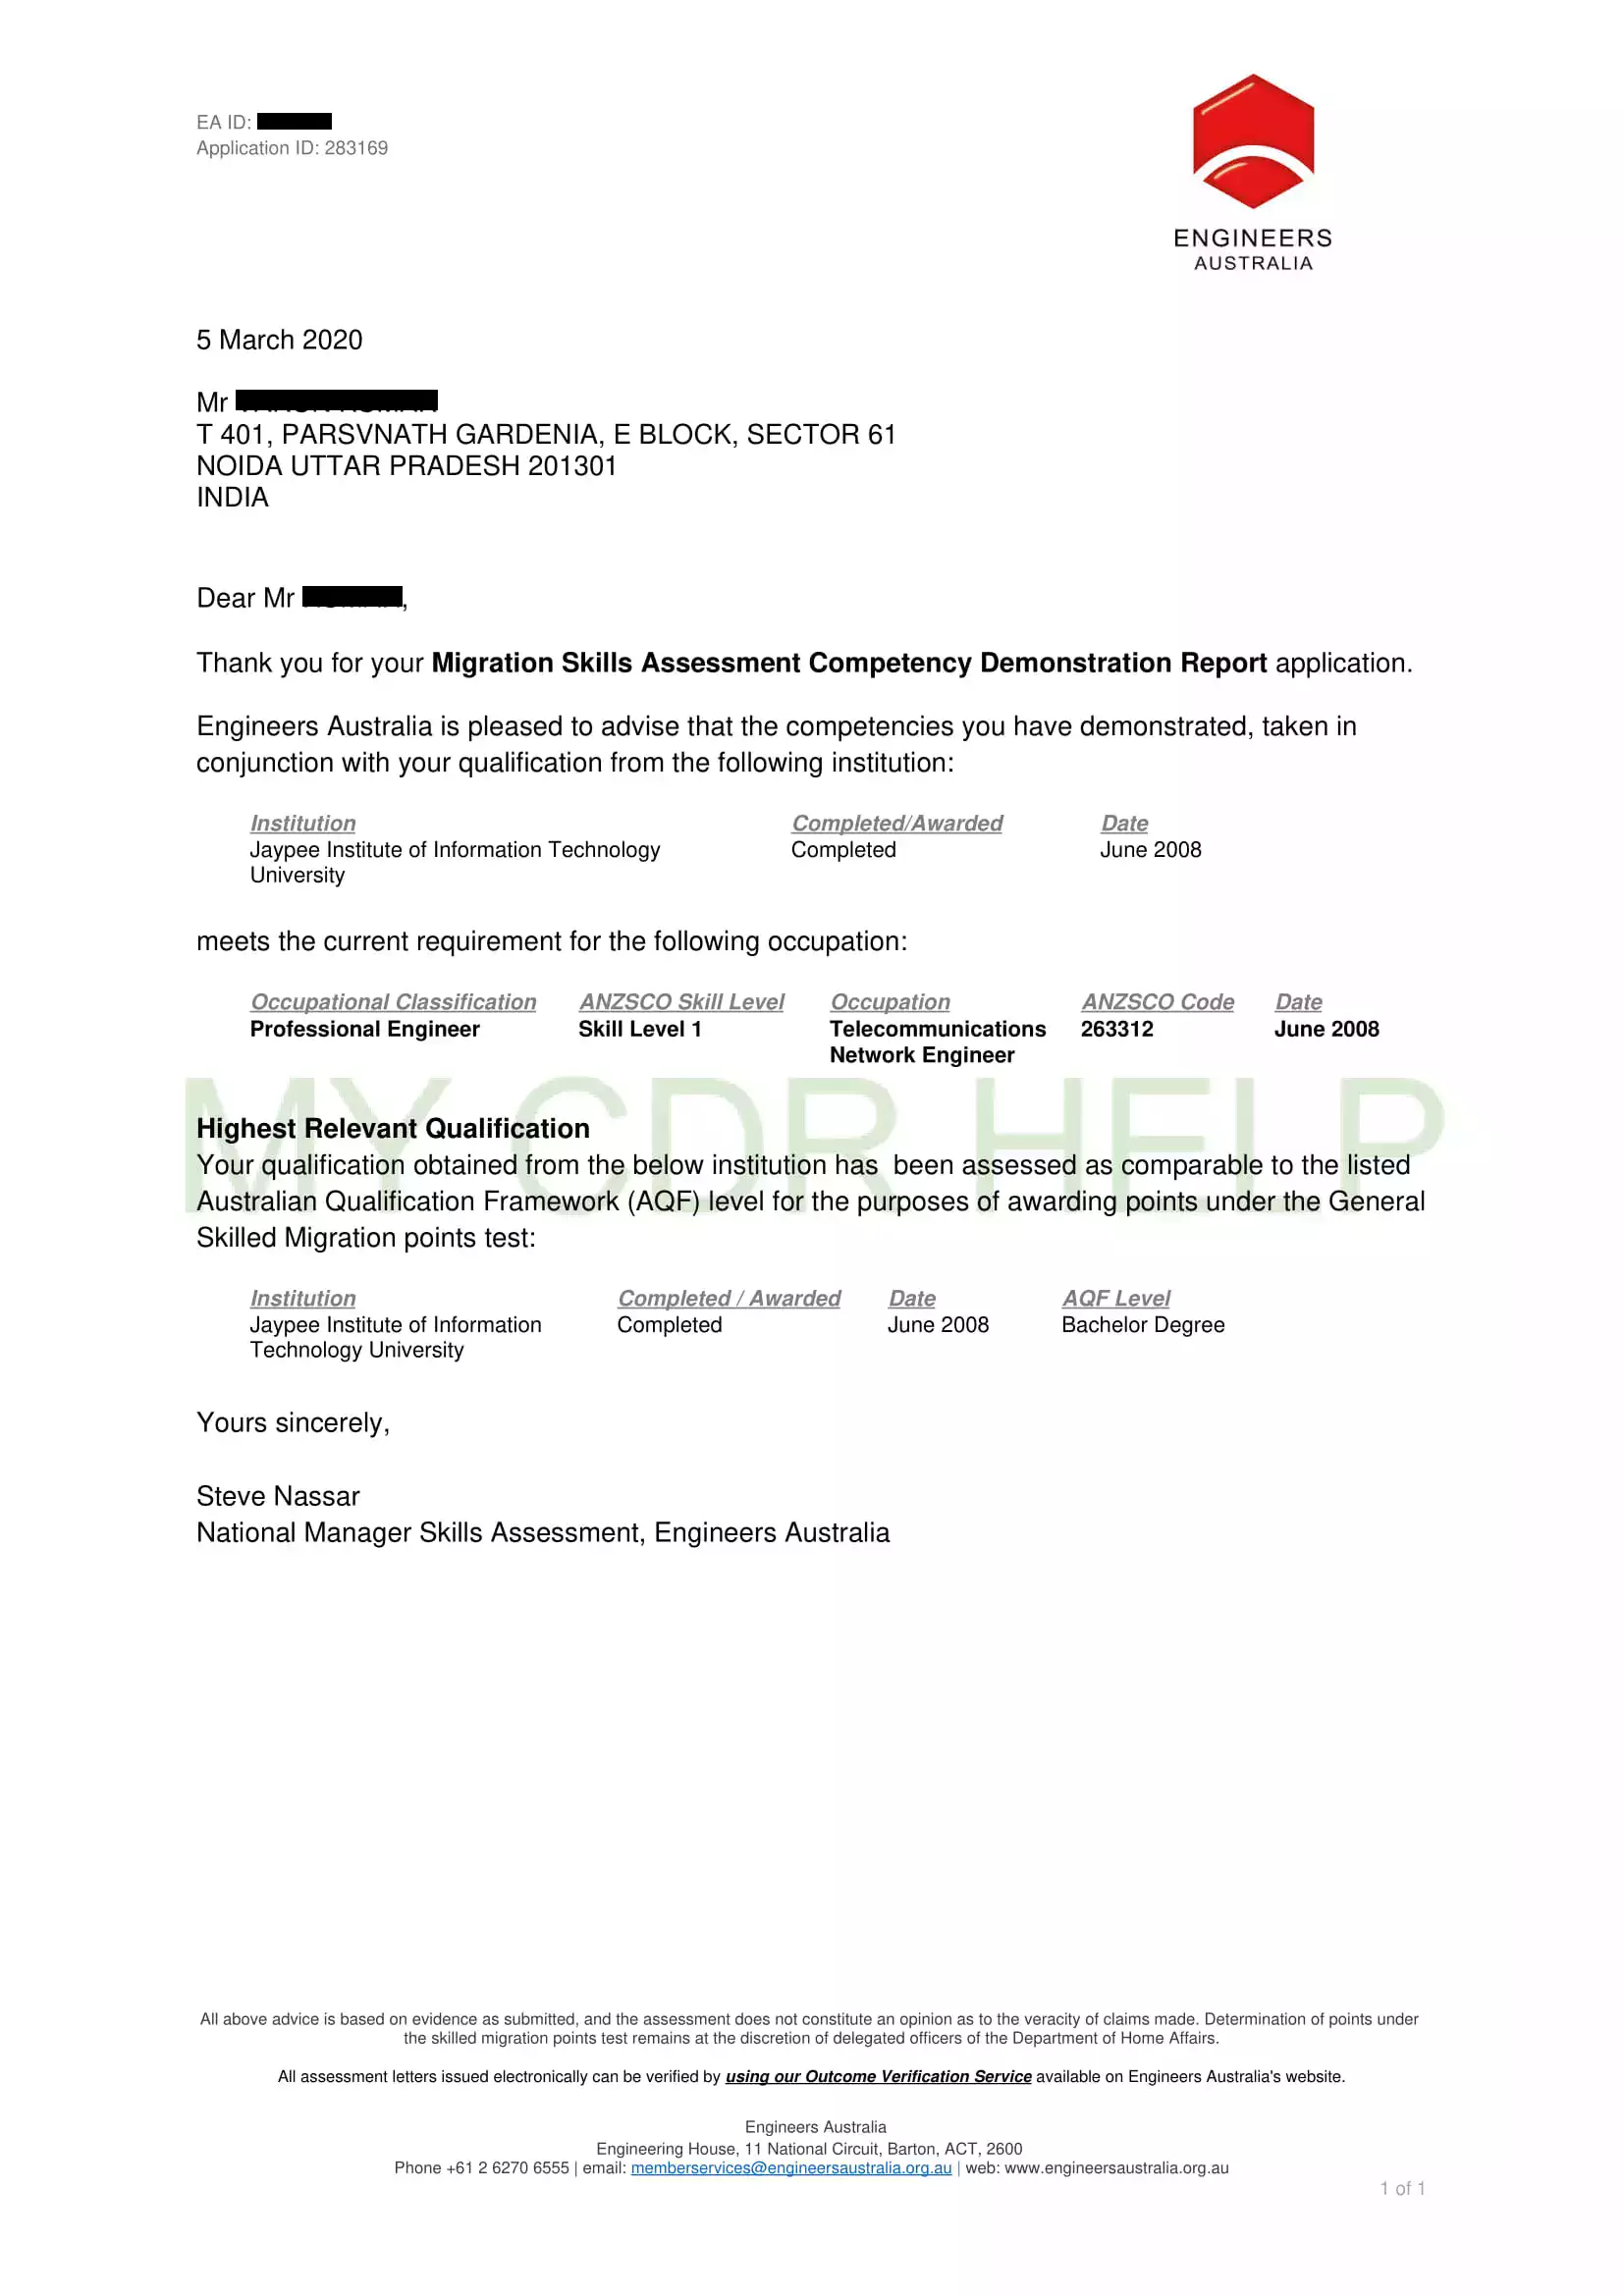 EA ID:
Application ID: 283169
ENGINEERS
AUSTRALIA
5 March 2020
Mr
T 401, PARSVNATH GARDENIA, E BLOCK, SECTOR 61
NOIDA UTTAR PRADESH 201301
INDIA
Dear Mr ,
Thank you for your Migration Skills Assessment Competency Demonstration Report application.
Engineers Australia is pleased to advise that the competencies you have demonstrated, taken in
conjunction with your qualification from the following institution:
Institution Completed/Awarded Date
Jaypee Institute of Information Technology Completed June 2008
University
meets the current requirement for the following occupation:
Occupational Classification ANZSCO Skill Level Occupation ANZSCO Code Date
Professional Engineer Skill Level 1 Telecommunications 263312 June 2008
Network Engineer
MY CDR HELP
Highest Relevant Qualification
Your qualification obtained from the below institution has been assessed as comparable to the listed
Australian Qualification Framework (AQF) level for the purposes of awarding points under the General
Skilled Migration points test:
Institution Completed / Awarded Date AQF Level
Jaypee Institute of Information Completed June 2008 Bachelor Degree
Technology University
Yours sincerely,
Steve Nassar
National Manager Skills Assessment, Engineers Australia
All above advice is based on evidence as submitted, and the assessment does not constitute an opinion as to the veracity of claims made. Determination of points under
the skilled migration points test remains at the discretion of delegated officers of the Department of Home Affairs.
All assessment letters issued electronically can be verified by using our Outcome Verification Service available on Engineers Australia's website.
Engineers Australia
Engineering House, 11 National Circuit, Barton, ACT, 2600
Phone +61 2 6270 6555 | email: memberservices@engineersaustralia.org.au | web: www.engineersaustralia.org.au
1 of 1